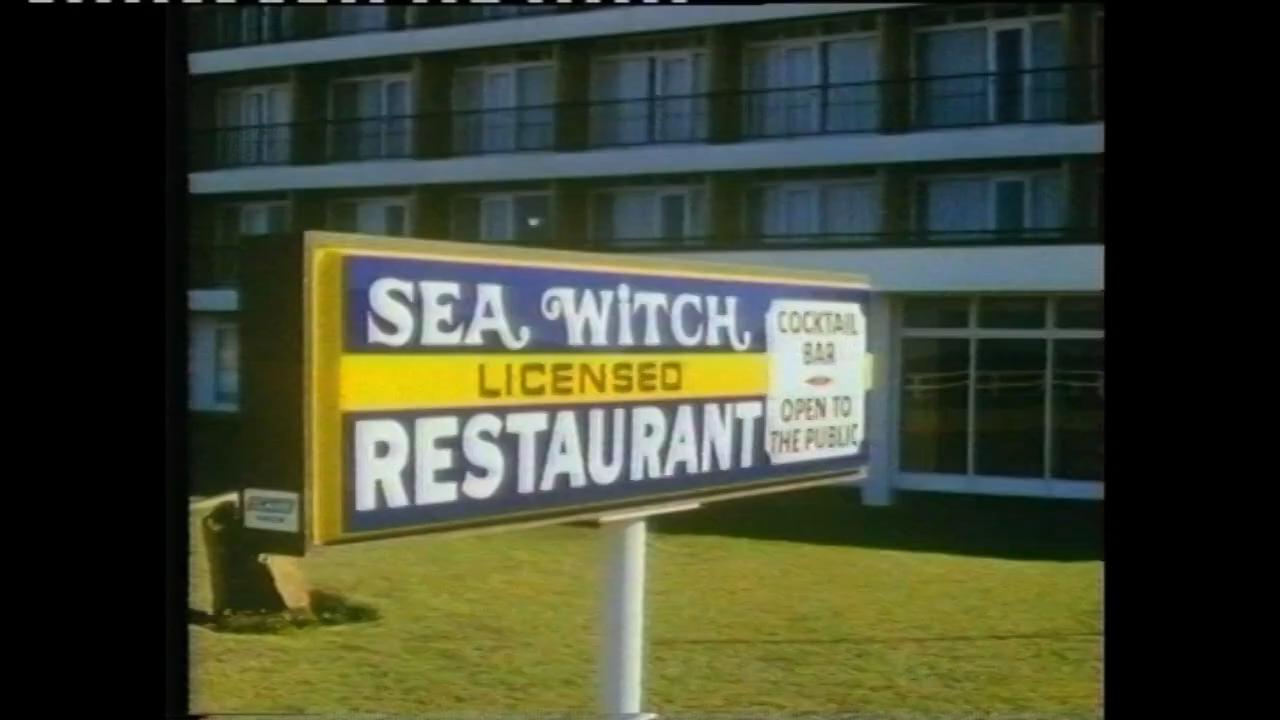 SEA WiTCH
LICENSED
RESTAURANT
COCKTAIL
BAR
OPEN TO
THE PUBLIC